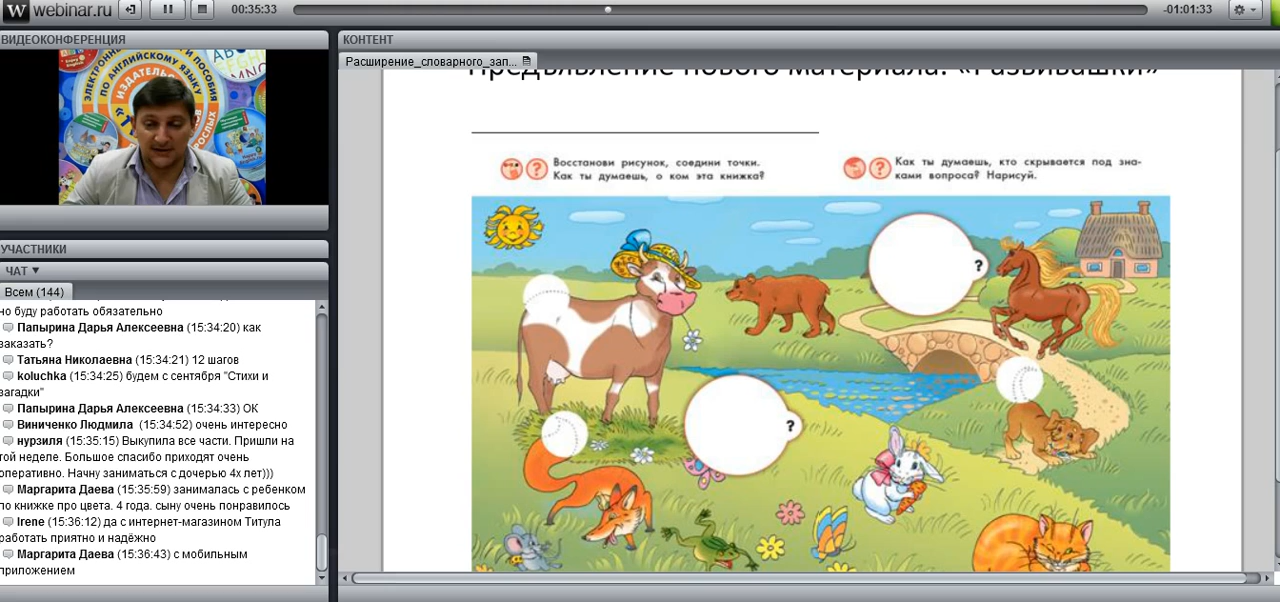 W webinar.ru 00:35:33 -01:01:33
ВИДЕОКОНФЕРЕНЦИЯ
ЭЛЕКТРОННЫЕ И ПОСОБИЯ
ПО АНГЛИЙСКОМУ ЯЗЫКУ
ИЗДАТЕЛЬ
РОСЛЫХ
УЧАСТНИКИ
ЧАТ ▼
Всем (144)
но буду работать обязательно
Папырина Дарья Алексеевна (15:34:20) как
заказать?
Татьяна Николаевна (15:34:21) 12 шагов
koluchka (15:34:25) будем с сентября "Стихи и
загадки"
Папырина Дарья Алексеевна (15:34:33) ОК
Виниченко Людмила (15:34:52) очень интересно
нурзиля (15:35:15) Выкупила все части. Пришли на
той неделе. Большое спасибо приходят очень
оперативно. Начну заниматься с дочерью 4х лет)))
Маргарита Даева (15:35:59) занималась с ребенком
по книжке про цвета. 4 года. сыну очень понравилось
Irene (15:36:12) да с интернет-магазином Титула
работать приятно и надёжно
Маргарита Даева (15:36:43) с мобильным
приложением
КОНТЕНТ
Расширение_словарного_зап...
Предъявление нового материала: «Развивашки»
? Восстанови рисунок, соедини точки.
Как ты думаешь, о ком эта книжка?
? Как ты думаешь, кто скрывается под зна-
ками вопроса? Нарисуй.
?
?